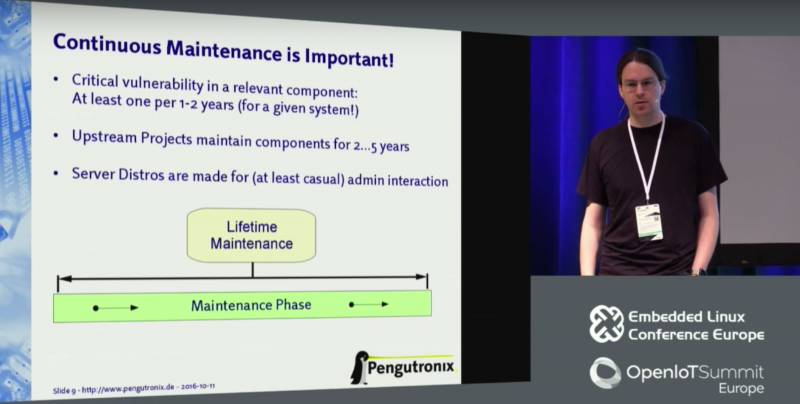 Continuous Maintenance is Important!
• Critical vulnerability in a relevant component:
At least one per 1-2 years (for a given system!)
• Upstream Projects maintain components for 2...5 years
• Server Distros are made for (at least casual) admin interaction
Lifetime
Maintenance
Maintenance Phase
Pengutronix
Slide 9 - http://www.pengutronix.de - 2016-10-11
Embedded Linux
Conference Europe
OpenIoTSummit
Europe